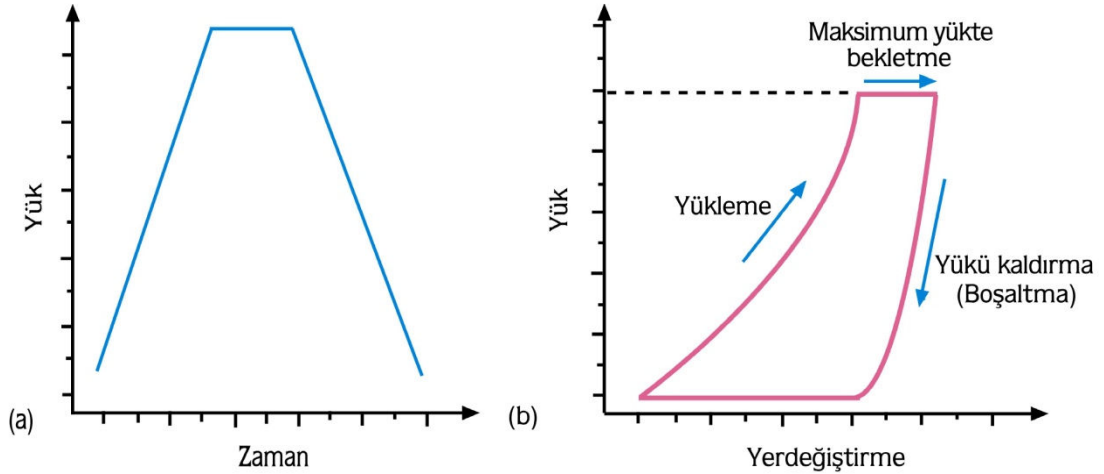 Yük
Zaman
(a)
Maksimum yükte
bekletme
Yükleme
Yükü kaldırma
(Boşaltma)
Yük
Yerdeğiştirme
(b)